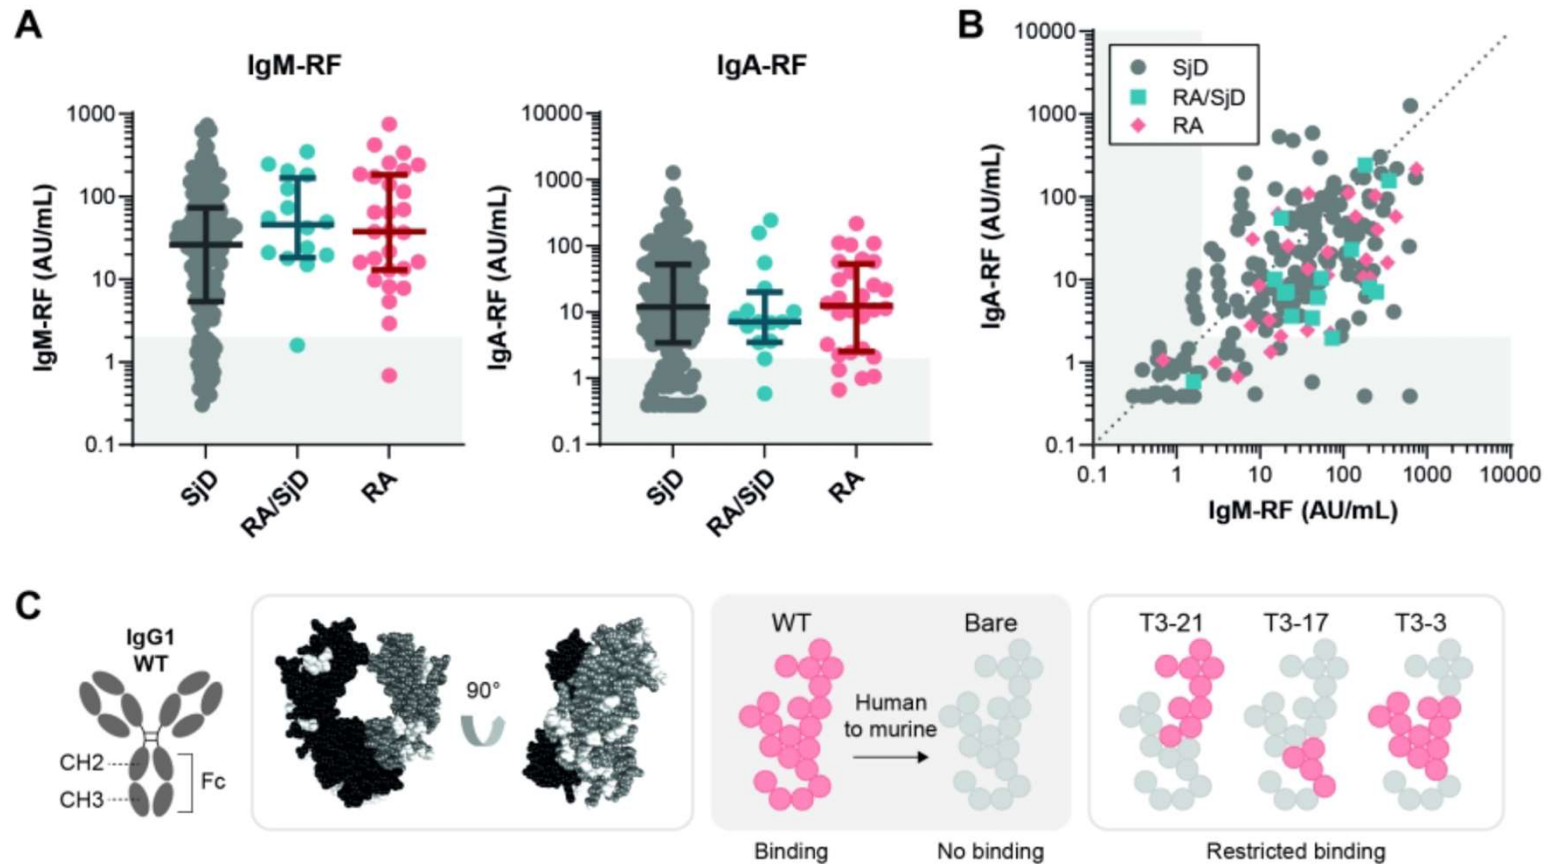 A
IgM-RF
IgM-RF (AU/mL)
1000
100
10
1
0.1
SjD
RA/SjD
RA
IgA-RF
IgA-RF (AU/mL)
10000
1000
100
10
1
0.1
SjD
RA/SjD
RA
B
IgA-RF (AU/mL)
10000
1000
100
10
1
0.1
SjD
RA/SjD
RA
0.1
1
10
100
1000
10000
IgM-RF (AU/mL)
C
IgG1
WT
CH2
CH3
Fc
90°
WT
Bare
Human
to murine
Binding
No binding
T3-21
T3-17
T3-3
Restricted binding